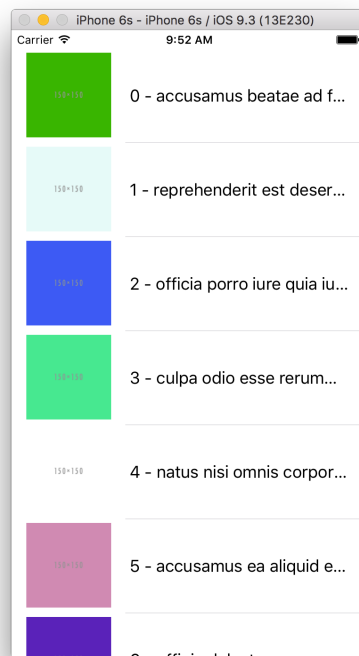 iPhone 6s - iPhone 6s / iOS 9.3 (13E230)
Carrier 9:52 AM
150×150
0 - accusamus beatae ad f...
150×150
1 - reprehenderit est deser...
150×150
2 - officia porro iure quia iu...
150×150
3 - culpa odio esse rerum...
150×150
4 - natus nisi omnis corpor...
150×150
5 - accusamus ea aliquid e...